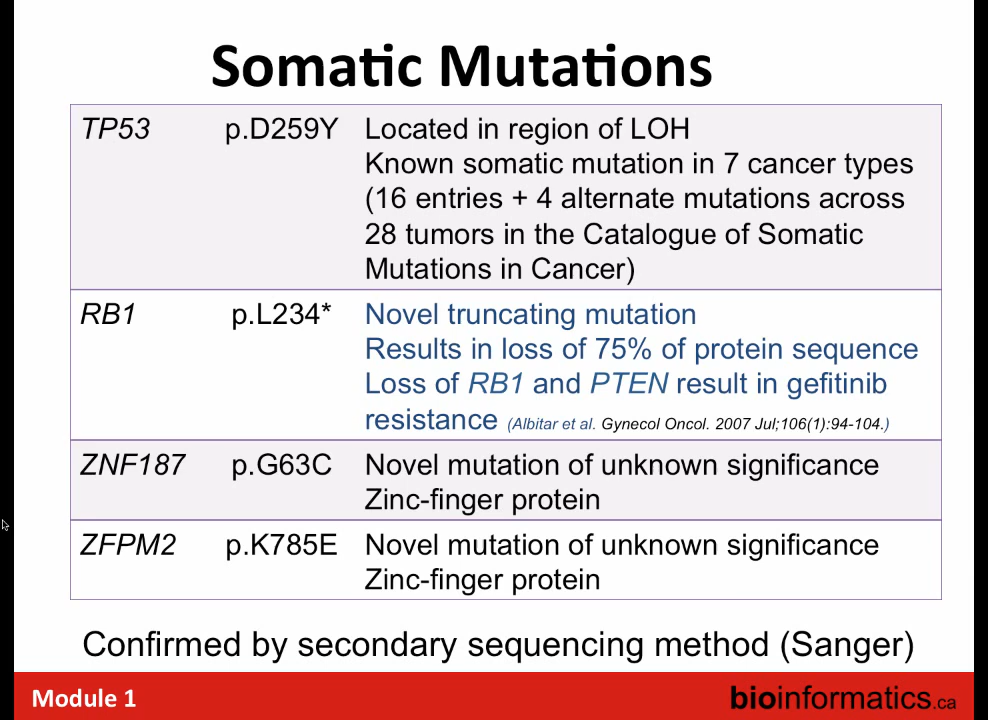 Somatic Mutations
TP53 p.D259Y Located in region of LOH
Known somatic mutation in 7 cancer types
(16 entries + 4 alternate mutations across
28 tumors in the Catalogue of Somatic
Mutations in Cancer)
RB1 p.L234* Novel truncating mutation
Results in loss of 75% of protein sequence
Loss of RB1 and PTEN result in gefitinib
resistance (Albitar et al. Gynecol Oncol. 2007 Jul;106(1):94-104.)
ZNF187 p.G63C Novel mutation of unknown significance
Zinc-finger protein
ZFPM2 p.K785E Novel mutation of unknown significance
Zinc-finger protein
Confirmed by secondary sequencing method (Sanger)
Module 1 bioinformatics.ca